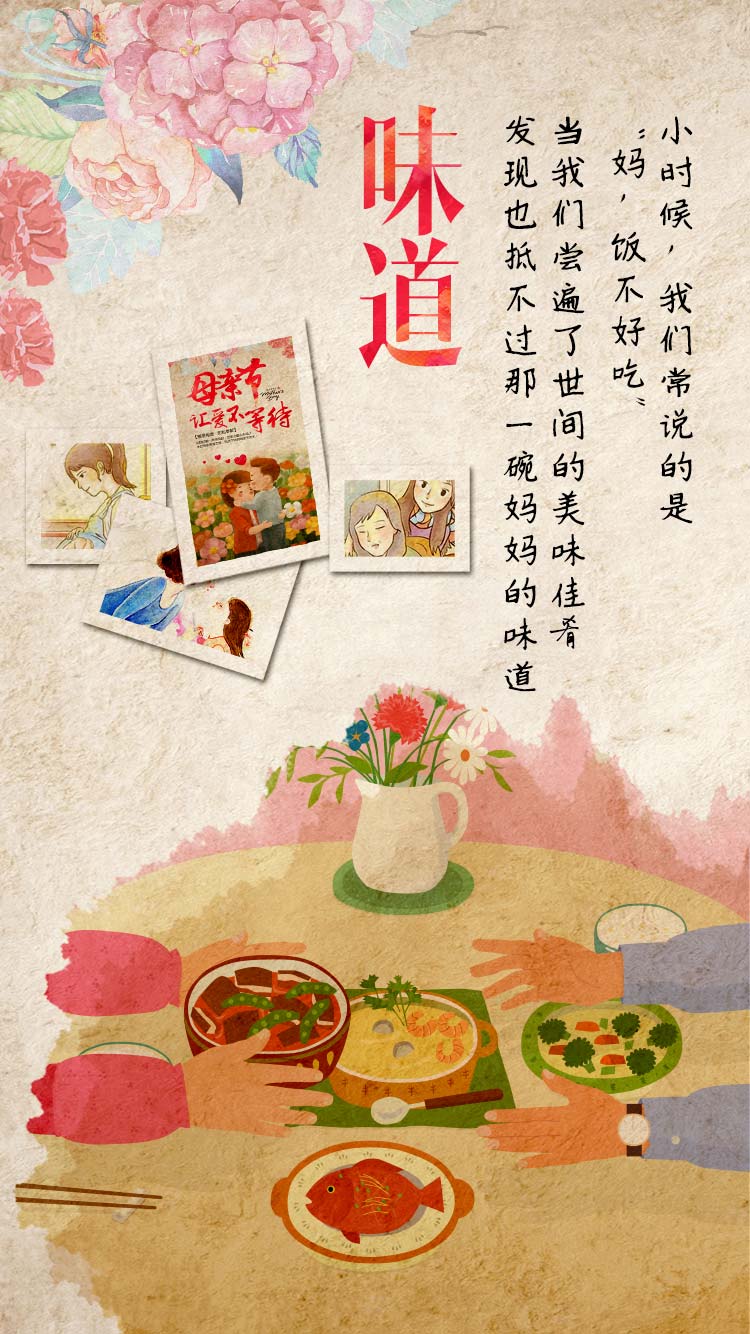 味道
小时候，我们常说的是
“妈，饭不好吃”
当我们尝遍了世间的美味佳肴
发现也抵不过那一碗妈妈的味道
母亲节
Mother's Day
让爱不等待